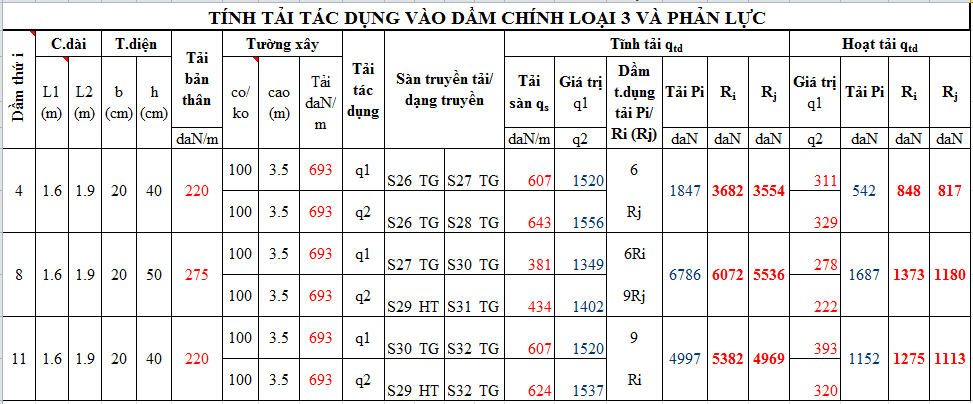 TÍNH TẢI TÁC DỤNG VÀO DẦM CHÍNH LOẠI 3 VÀ PHẢN LỰC
Dầm thứ i C.dài T.diện Tải bản thân Tường xây Tải tác dụng Sàn truyền tải/ dạng truyền Tĩnh tải qtđ Hoạt tải qtđ
L1 (m) L2 (m) b (cm) h (cm) co/ ko cao (m) Tải daN/ m Tải sàn qs Giá trị q1 Dầm t.dụng tải Pi/ Ri (Rj) Tải Pi Ri Rj Giá trị q1 Tải Pi Ri Rj
daN/m daN/m q2 daN daN daN q2 daN daN daN
4 1.6 1.9 20 40 220 100 3.5 693 q1 S26 TG S27 TG 607 1520 6 1847 3682 3554 311 542 848 817
100 3.5 693 q2 S26 TG S28 TG 643 1556 Rj 329
8 1.6 1.9 20 50 275 100 3.5 693 q1 S27 TG S30 TG 381 1349 6Ri 6786 6072 5536 278 1687 1373 1180
100 3.5 693 q2 S29 HT S31 TG 434 1402 9Rj 222
11 1.6 1.9 20 40 220 100 3.5 693 q1 S30 TG S32 TG 607 1520 9 4997 5382 4969 393 1152 1275 1113
100 3.5 693 q2 S29 HT S32 TG 624 1537 Ri 320